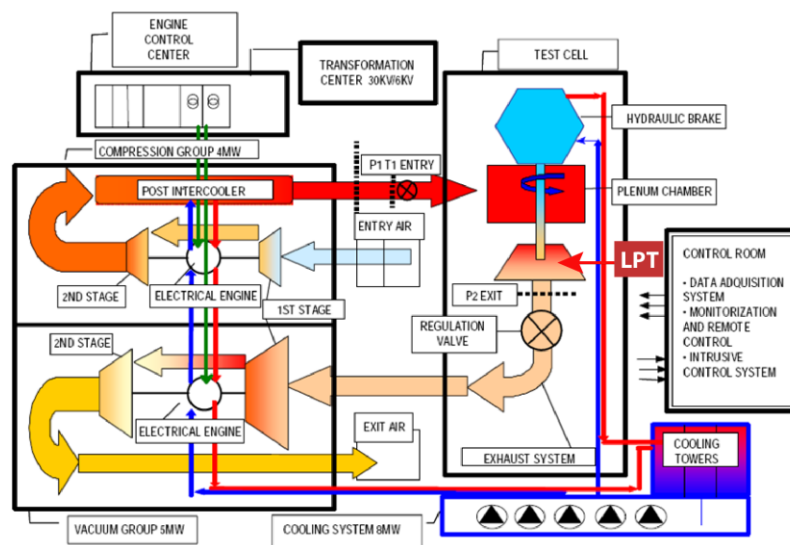 ENGINE
CONTROL
CENTER
TRANSFORMATION
CENTER 30KV/6KV
TEST CELL
HYDRAULIC BRAKE
COMPRESSION GROUP 4MW
P1 T1 ENTRY
POST INTERCOOLER
PLENUM CHAMBER
ENTRY AIR
LPT
CONTROL ROOM
• DATA ADQUISITION
SYSTEM
• MONITORIZATION
AND REMOTE
CONTROL
• INTRUSIVE
CONTROL SYSTEM
2ND STAGE
ELECTRICAL ENGINE
1ST STAGE
P2 EXIT
REGULATION
VALVE
2ND STAGE
ELECTRICAL ENGINE
EXIT AIR
EXHAUST SYSTEM
COOLING
TOWERS
VACUUM GROUP 5MW
COOLING SYSTEM 8MW